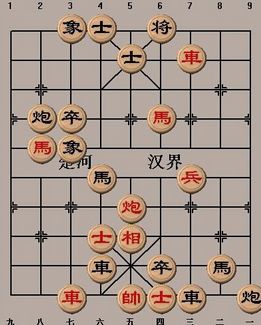 1 2 3 4 5 6 7 8 9
象 士 将
士 車
炮 卒 馬
馬 象
楚河 汉界
馬 兵
炮
士 相
車 卒 馬
車 帥 士 車 炮
九 八 七 六 五 四 三 二 一